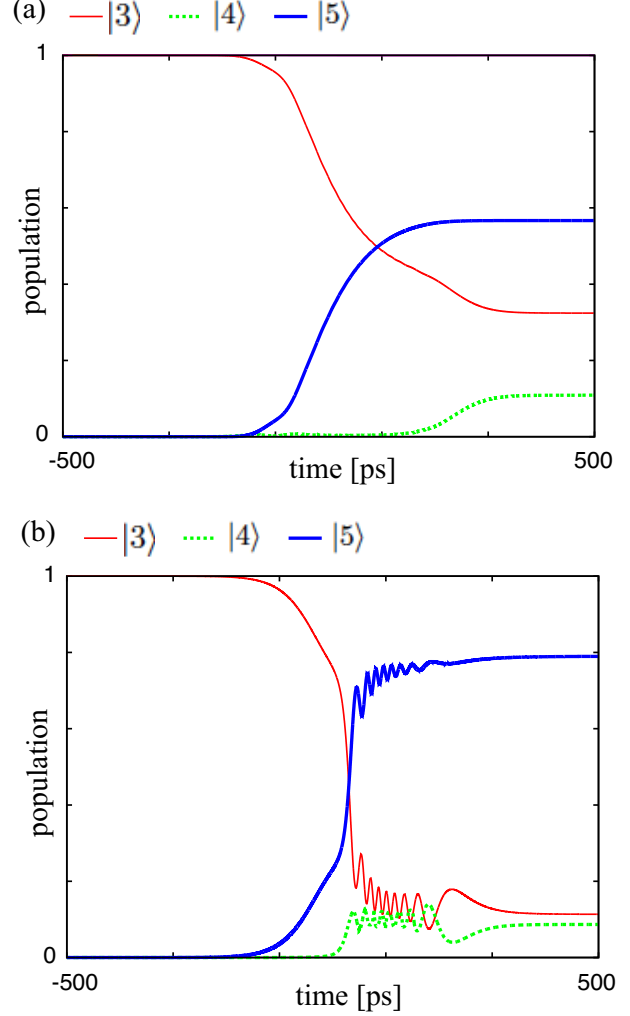 (a)
|3⟩ |4⟩ |5⟩
1
population
0
-500 500
time [ps]
(b)
|3⟩ |4⟩ |5⟩
1
population
0
-500 500
time [ps]